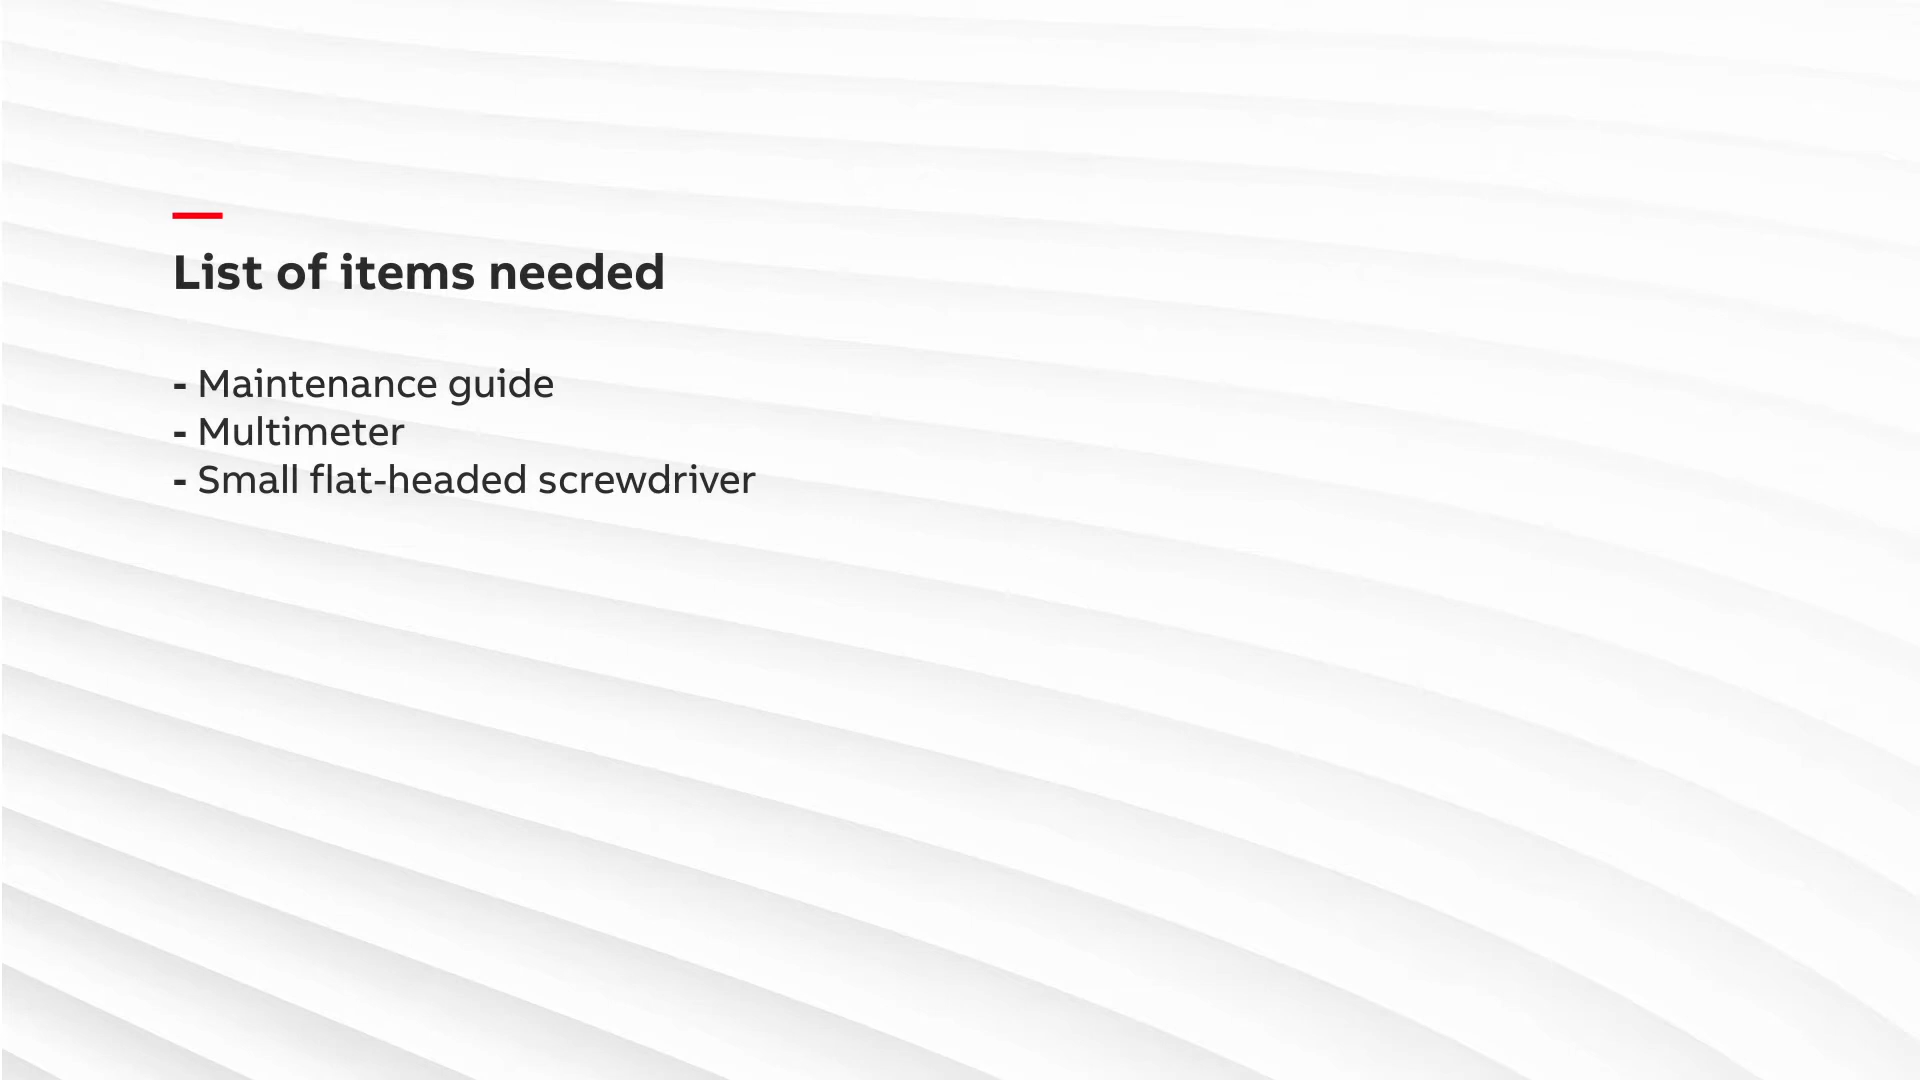 List of items needed
- Maintenance guide
- Multimeter
- Small flat-headed screwdriver